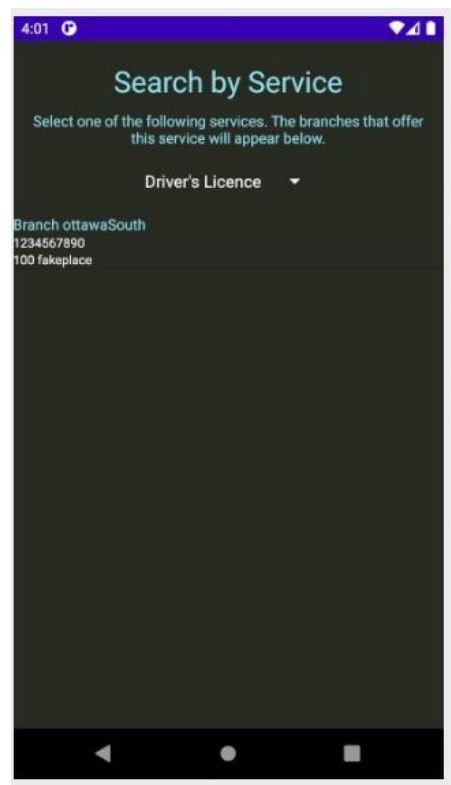 4:01
Search by Service
Select one of the following services. The branches that offer
this service will appear below.
Driver's Licence
Branch ottawaSouth
1234567890
100 fakeplace